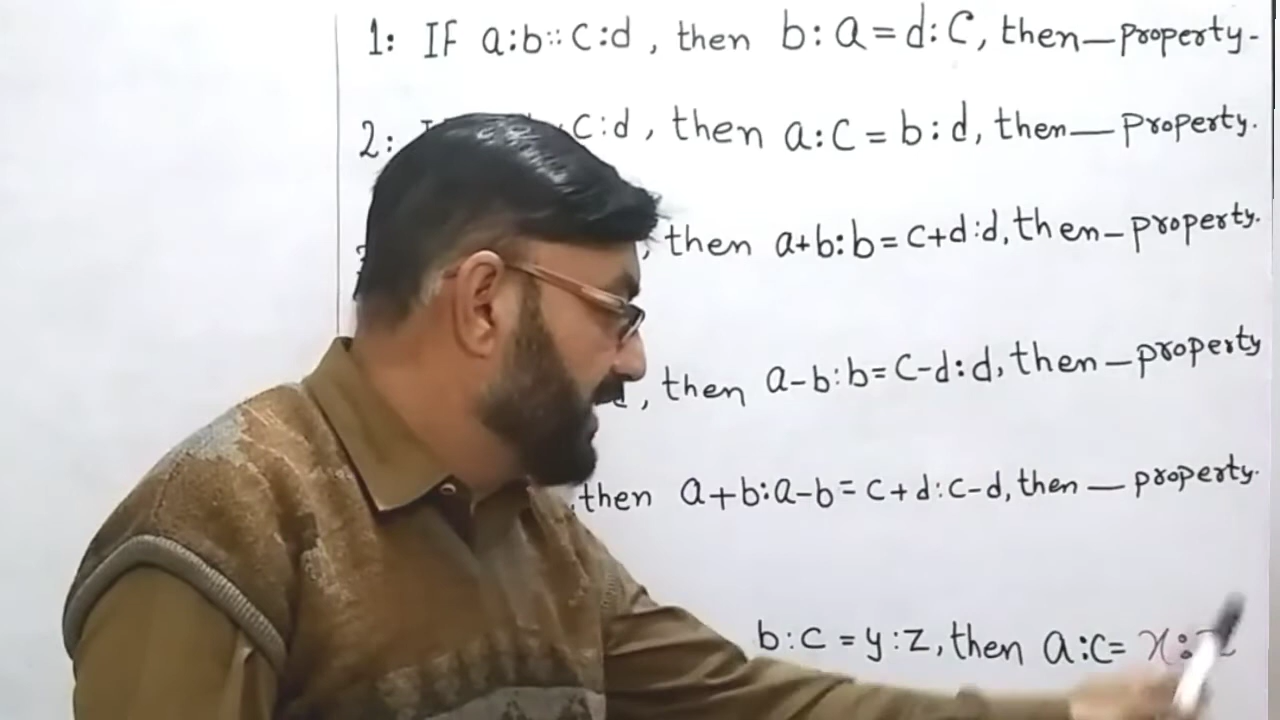 1: IF a:b::c:d, then b:a=d:c, then—property-
2: c:d, then a:c=b:d, then—property.
, then a+b:b=c+d:d, then–property.
d, then a-b:b=c-d:d, then–property
, then a+b:a-b=c+d:c-d, then—property.
b:c=y:z, then a:c= x: